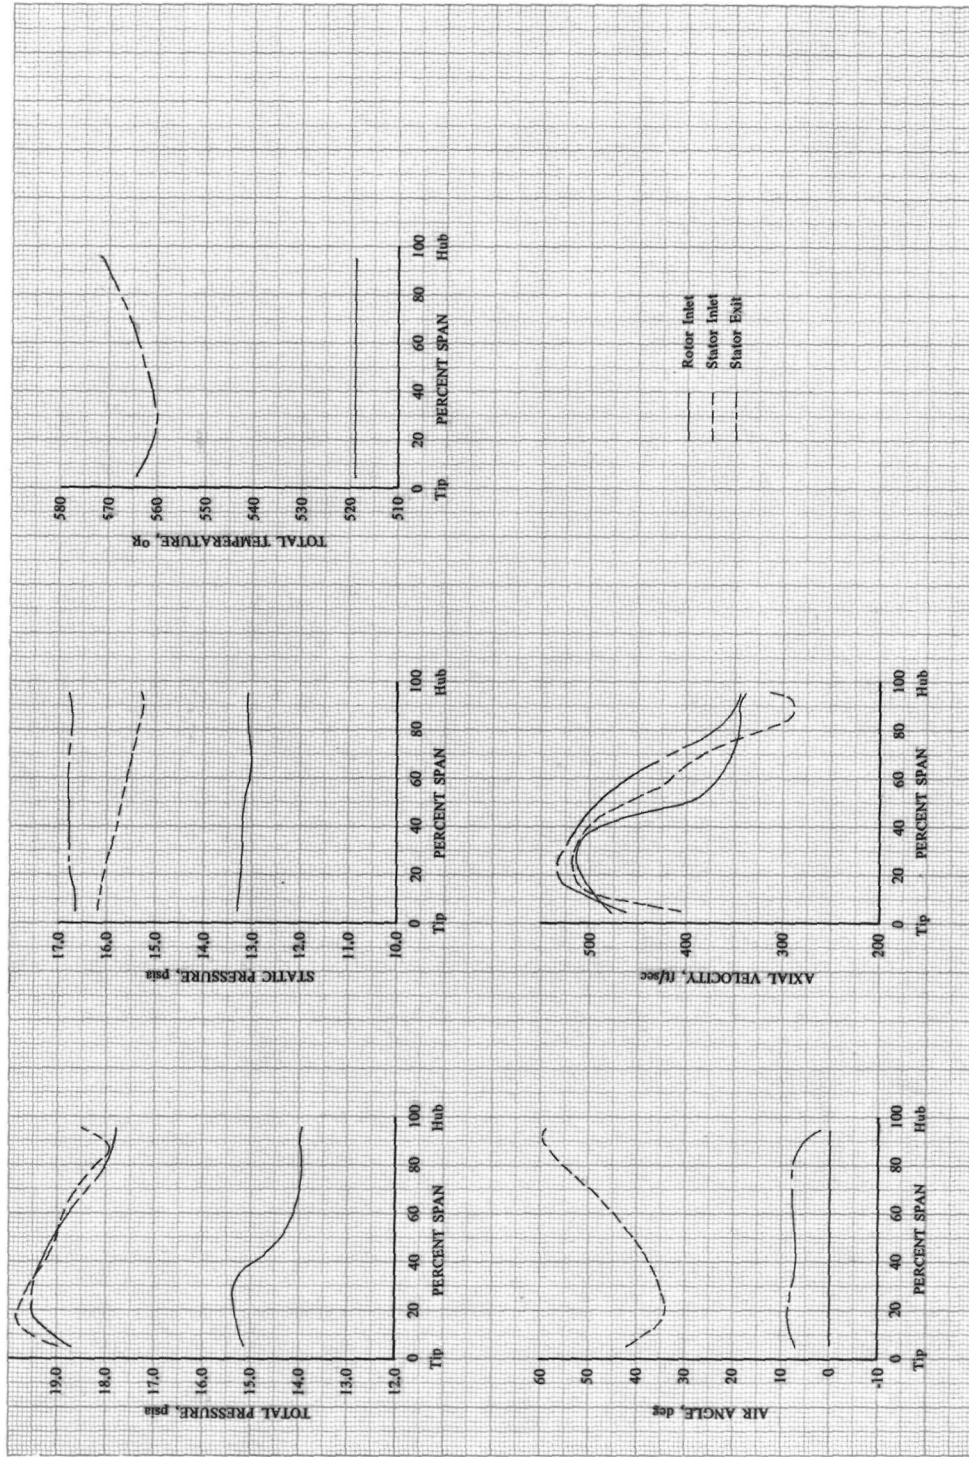 TOTAL PRESSURE, psia
19.0
18.0
17.0
16.0
15.0
14.0
13.0
12.0
0 20 40 60 80 100
Tip PERCENT SPAN Hub
STATIC PRESSURE, psia
17.0
16.0
15.0
14.0
13.0
12.0
11.0
10.0
0 20 40 60 80 100
Tip PERCENT SPAN Hub
TOTAL TEMPERATURE, ºR
580
570
560
550
540
530
520
510
0 20 40 60 80 100
Tip PERCENT SPAN Hub
AIR ANGLE, deg
60
50
40
30
20
10
0
-10
0 20 40 60 80 100
Tip PERCENT SPAN Hub
AXIAL VELOCITY, ft/sec
500
400
300
200
0 20 40 60 80 100
Tip PERCENT SPAN Hub
Rotor Inlet
Stator Inlet
Stator Exit